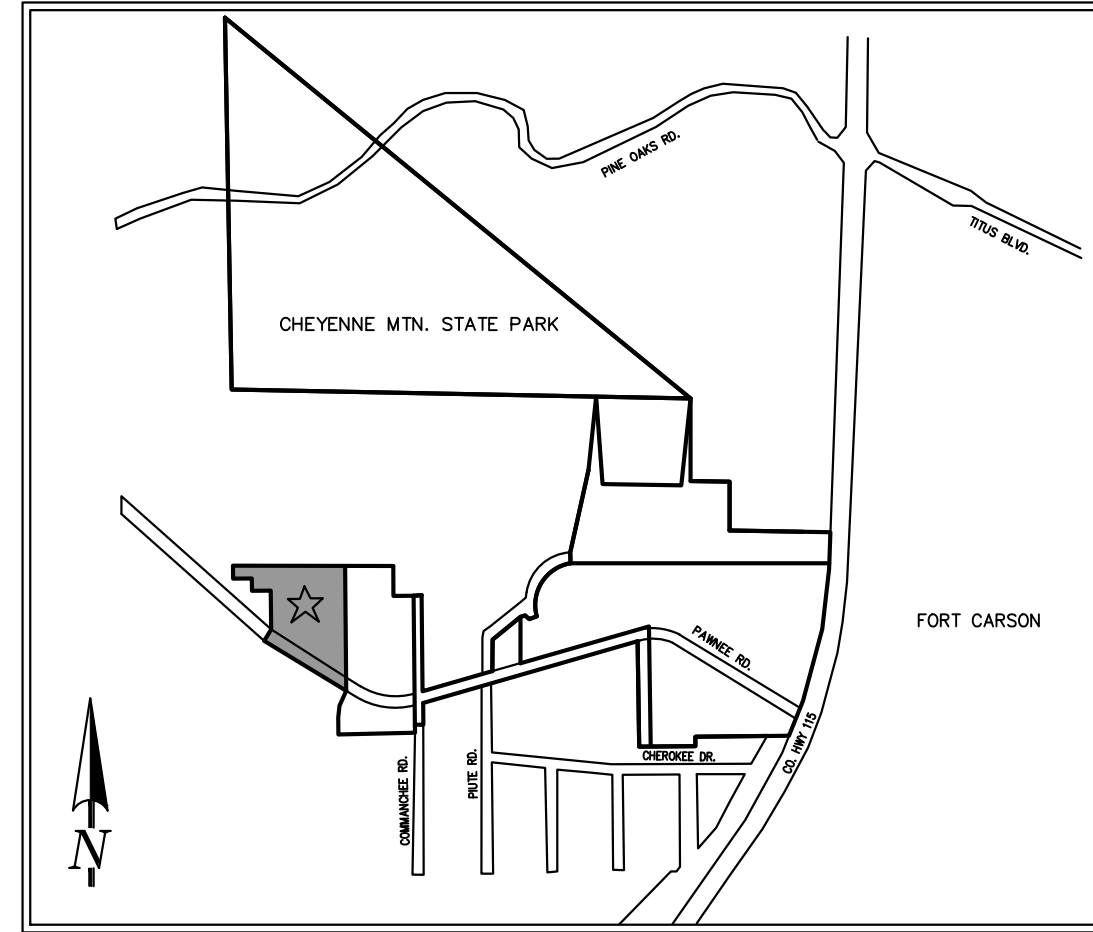 PINE OAKS RD.
TITUS BLVD.
CHEYENNE MTN. STATE PARK
FORT CARSON
PAWNEE RD.
CO. HWY 115
CHEROKEE DR.
PIUTE RD.
COMMANCHEE RD.
N